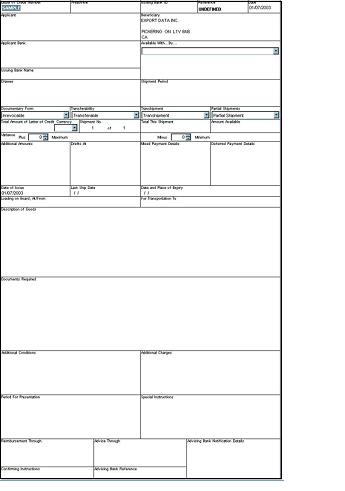 Letter of Credit Number
Presenter
Issuing Bank ID
Reference
Date
SAMPLE
UNDEFINED
01/07/2003
Applicant
Beneficiary
EXPORT DATA INC.
PICKERING ON L1V 6N8
CA
Applicant Bank
Available With...By...
Issuing Bank Name
Drawee
Shipment Period
Documentary Form
Transferability
Transhipment
Partial Shipments
Irrevocable
Transferable
Transhipment
Partial Shipment
Total Amount of Letter of Credit Currency
Shipment No.
Total This Shipment
Amount Available
1 of 1
Variance
Plus 0 Maximum
Minus 0 Minimum
Additional Amounts
Drafts At
Mixed Payment Details
Deferred Payment Details
Date of Issue
Last Ship Date
Date and Place of Expiry
01/07/2003
/ /
/ /
Loading on Board, At/From
For Transportation To
Description of Goods
Documents Required
Additional Conditions
Additional Charges
Period For Presentation
Special Instructions
Reimbursement Through
Advice Through
Advising Bank Notification Details
Confirming Instructions
Advising Bank Reference